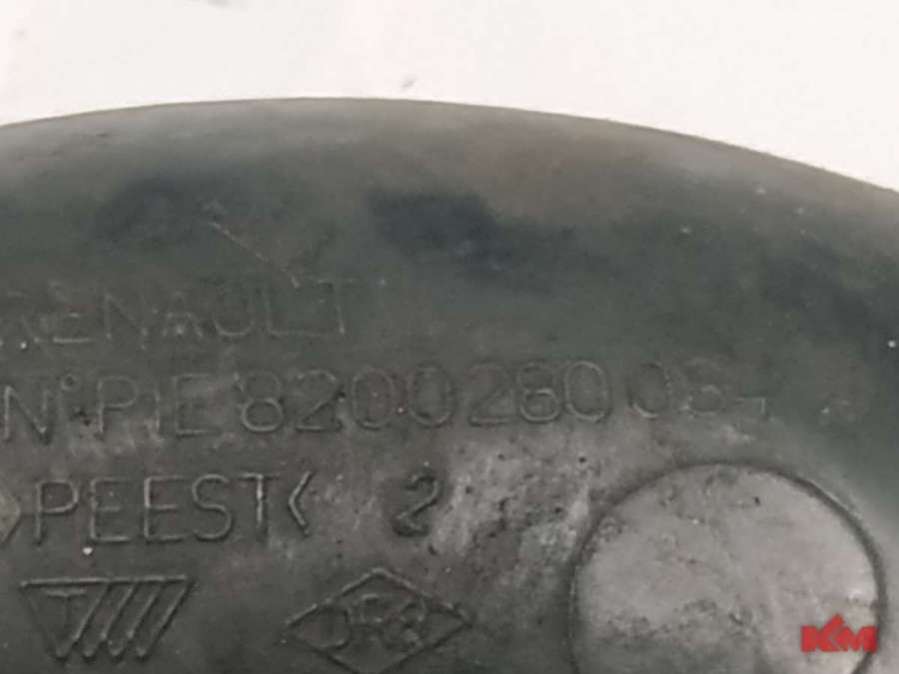 RENAULT
N°PIE 8200280084
>PEEST< 2
KM